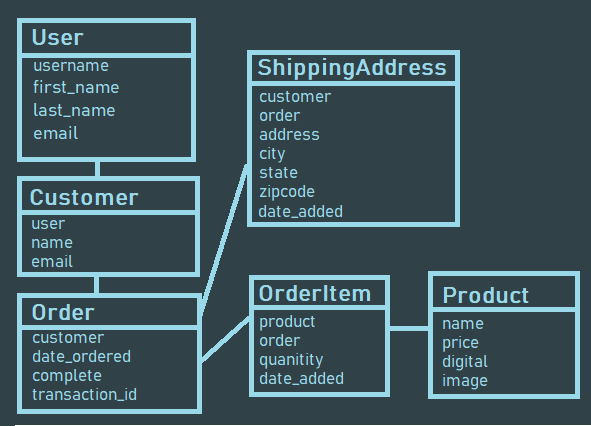 User
username
first_name
last_name
email
Customer
user
name
email
Order
customer
date_ordered
complete
transaction_id
ShippingAddress
customer
order
address
city
state
zipcode
date_added
OrderItem
product
order
quanitity
date_added
Product
name
price
digital
image